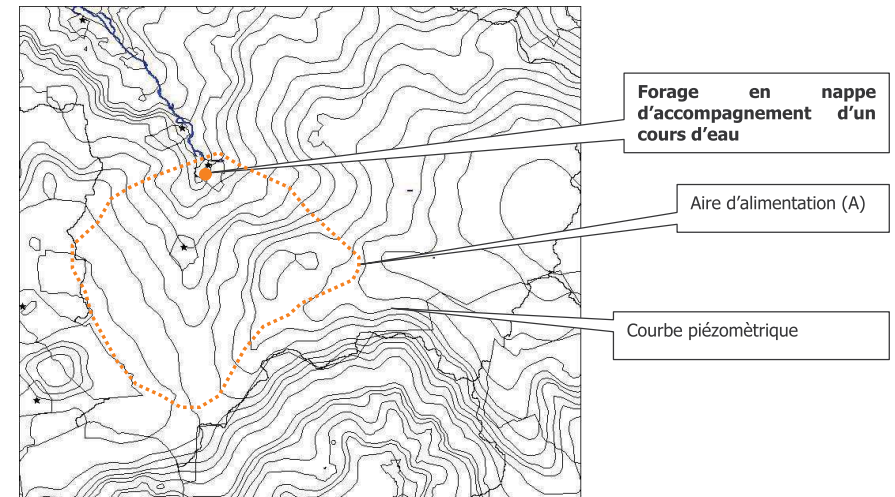 Forage en nappe
d'accompagnement d'un
cours d'eau
Aire d'alimentation (A)
Courbe piézomètrique